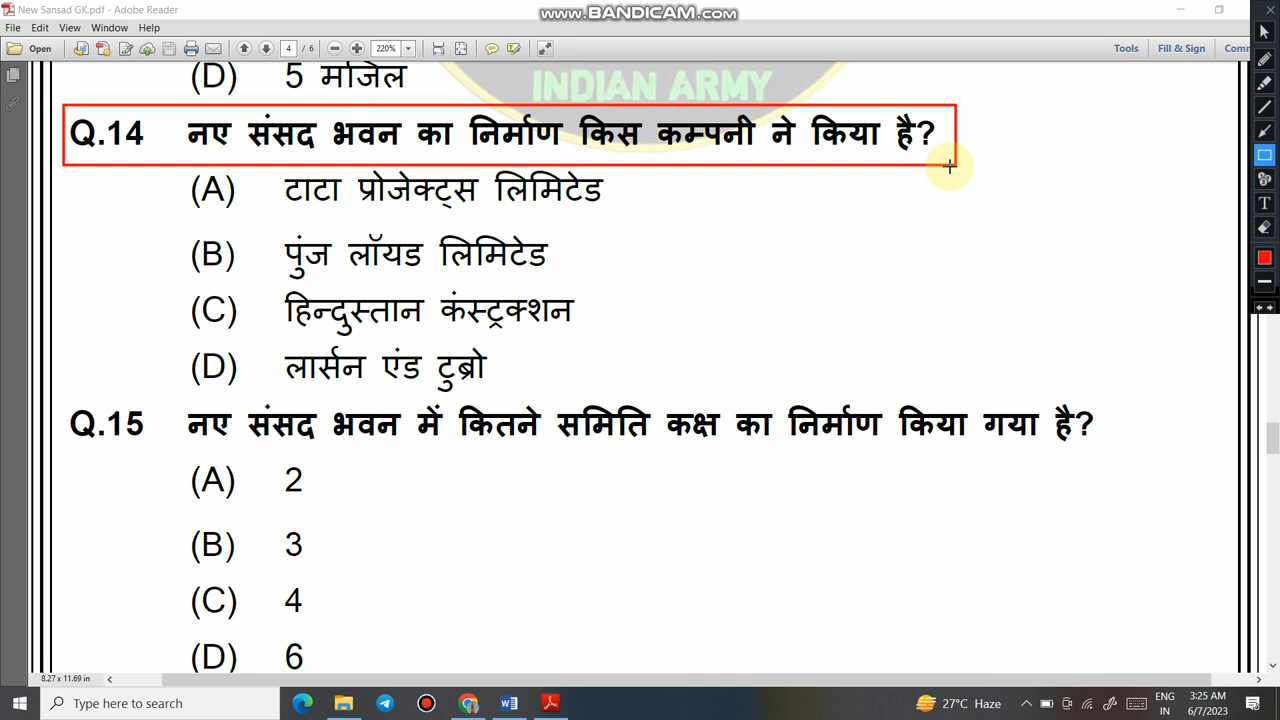 New Sansad GK.pdf - Adobe Reader
www.BANDICAM.com
File Edit View Window Help
Open 4 / 6 220% Tools Fill & Sign Comm
(D) 5 मंजिल
INDIAN ARMY
Q.14 नए संसद भवन का निर्माण किस कम्पनी ने किया है?
(A) टाटा प्रोजेक्ट्स लिमिटेड
(B) पुंज लॉयड लिमिटेड
(C) हिन्दुस्तान कंस्ट्रक्शन
(D) लार्सन एंड टुब्रो
Q.15 नए संसद भवन में कितने समिति कक्ष का निर्माण किया गया है?
(A) 2
(B) 3
(C) 4
(D) 6
8.27 x 11.69 in
Type here to search
27°C Haze
ENG
IN
3:25 AM
6/7/2023